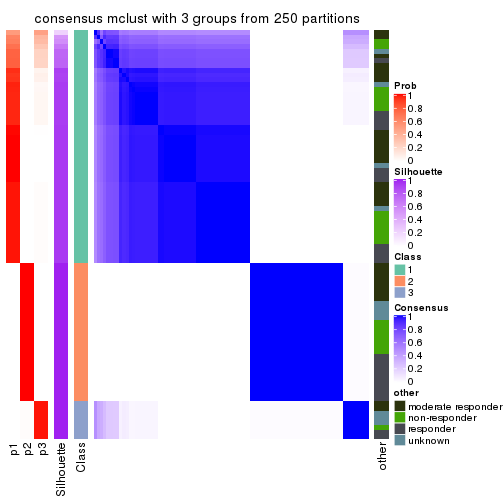 consensus mclust with 3 groups from 250 partitions
Prob
1
0.8
0.6
0.4
0.2
0
Silhouette
1
0.8
0.6
0.4
0.2
0
Class
1
2
3
Consensus
1
0.8
0.6
0.4
0.2
0
other
moderate responder
non-responder
responder
unknown
p1
p2
p3
Silhouette
Class
other